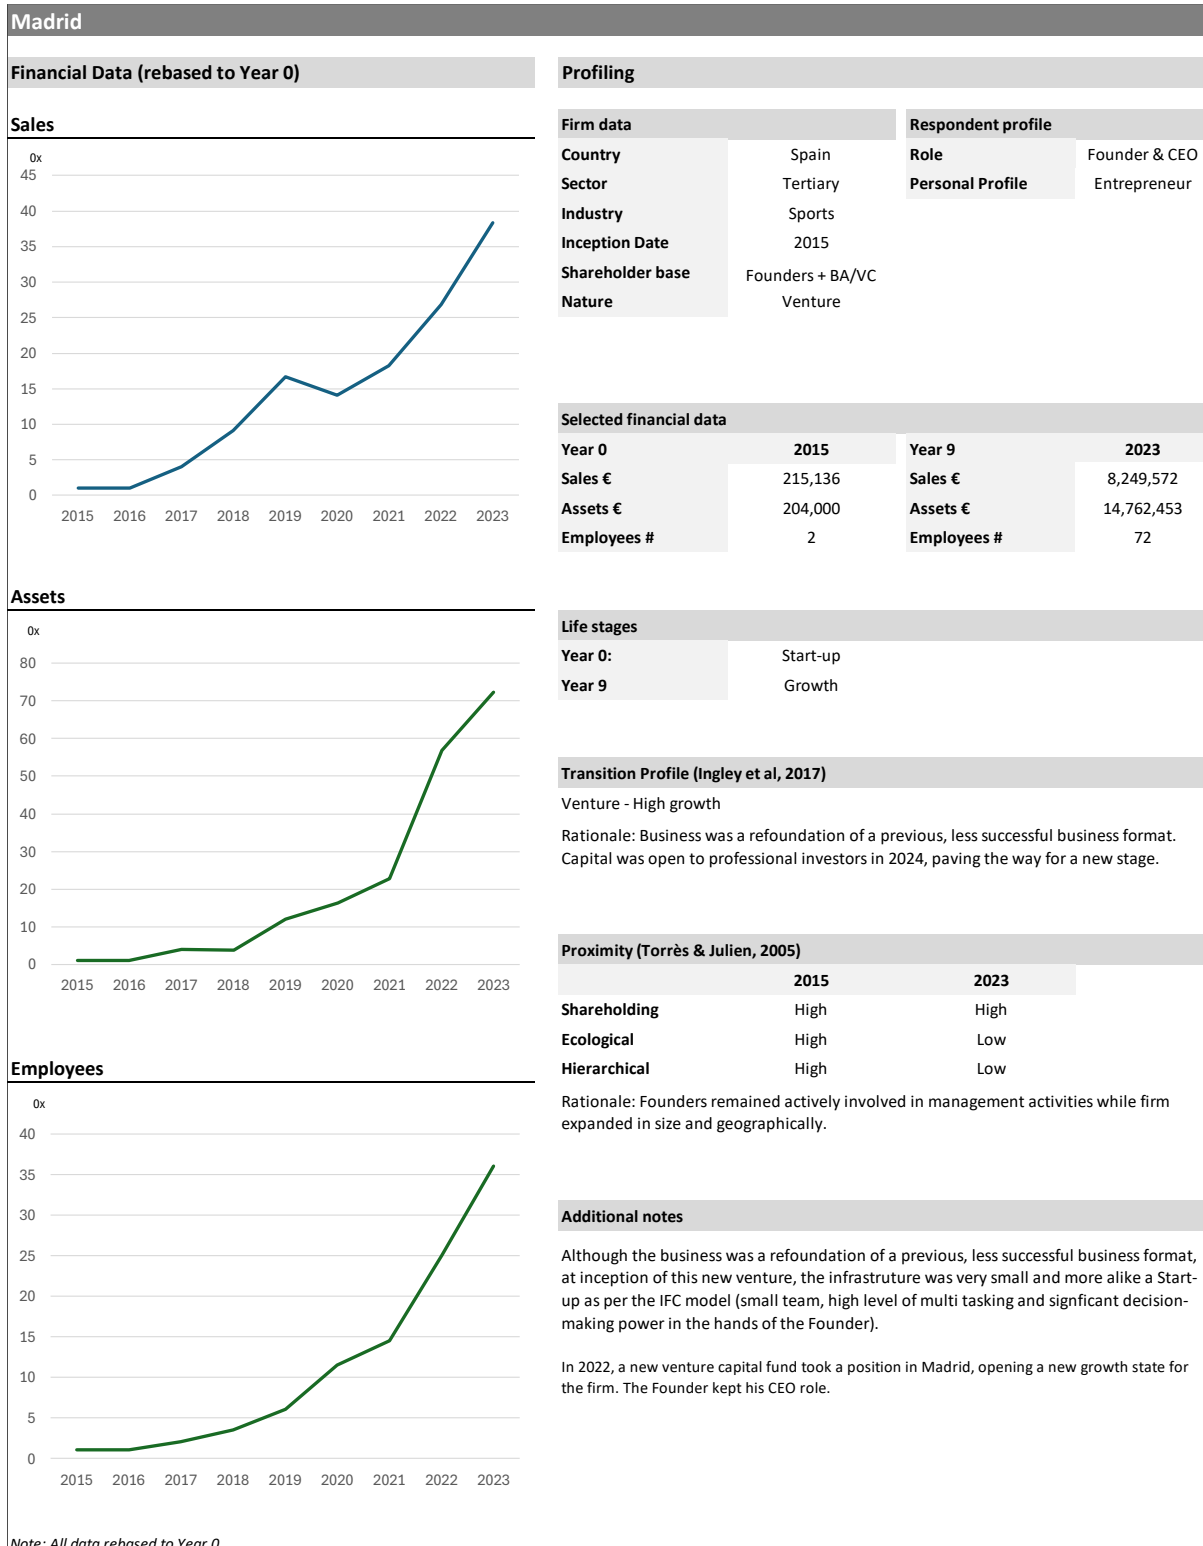 Madrid
Financial Data (rebased to Year 0)
Sales
0x
45
40
35
30
25
20
15
10
5
0
2015 2016 2017 2018 2019 2020 2021 2022 2023
Assets
0x
80
70
60
50
40
30
20
10
0
2015 2016 2017 2018 2019 2020 2021 2022 2023
Employees
0x
40
35
30
25
20
15
10
5
0
2015 2016 2017 2018 2019 2020 2021 2022 2023
Note: All data rebased to Year 0
Profiling
Firm data
Country Spain
Sector Tertiary
Industry Sports
Inception Date 2015
Shareholder base Founders + BA/VC
Nature Venture
Respondent profile
Role Founder & CEO
Personal Profile Entrepreneur
Selected financial data
Year 0 2015 Year 9 2023
Sales € 215,136 Sales € 8,249,572
Assets € 204,000 Assets € 14,762,453
Employees # 2 Employees # 72
Life stages
Year 0: Start-up
Year 9 Growth
Transition Profile (Ingley et al, 2017)
Venture - High growth
Rationale: Business was a refoundation of a previous, less successful business format.
Capital was open to professional investors in 2024, paving the way for a new stage.
Proximity (Torrès & Julien, 2005)
2015 2023
Shareholding High High
Ecological High Low
Hierarchical High Low
Rationale: Founders remained actively involved in management activities while firm
expanded in size and geographically.
Additional notes
Although the business was a refoundation of a previous, less successful business format,
at inception of this new venture, the infrastruture was very small and more alike a Start-
up as per the IFC model (small team, high level of multi tasking and signficant decision-
making power in the hands of the Founder).
In 2022, a new venture capital fund took a position in Madrid, opening a new growth state for
the firm. The Founder kept his CEO role.